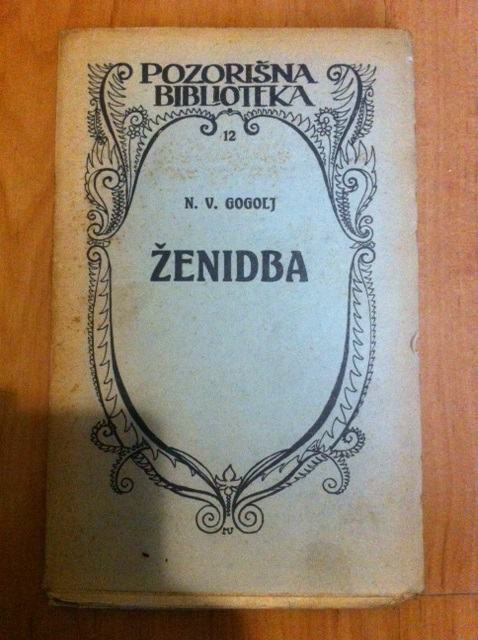 POZORIŠNA
BIBLIOTEKA
12
N. V. GOGOLJ
ŽENIDBA